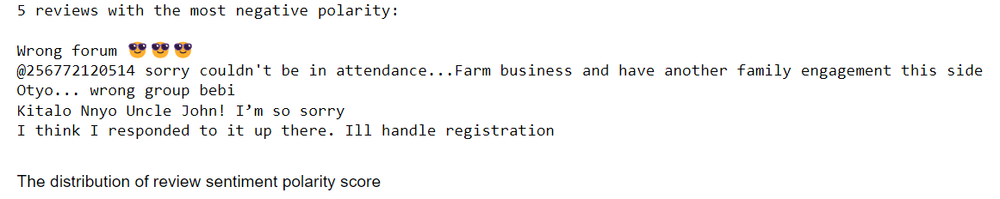 5 reviews with the most negative polarity:
Wrong forum 😎😎😎
@256772120514 sorry couldn't be in attendance...Farm business and have another family engagement this side
Otyo... wrong group bebi
Kitalo Nnyo Uncle John! I’m so sorry
I think I responded to it up there. Ill handle registration
The distribution of review sentiment polarity score